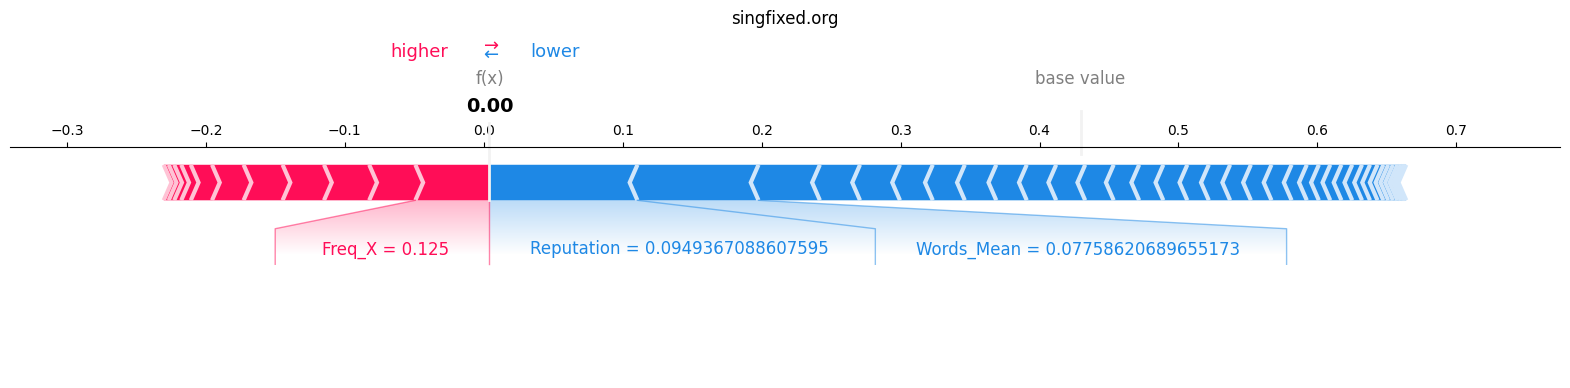 singfixed.org
higher ⇄ lower
f(x) base value
0.00
−0.3 −0.2 −0.1 0.0 0.1 0.2 0.3 0.4 0.5 0.6 0.7
Freq_X = 0.125 Reputation = 0.0949367088607595 Words_Mean = 0.07758620689655173